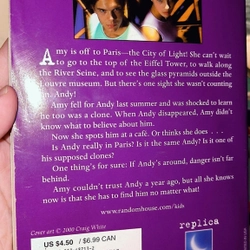 Amy is off to Paris—the City of Light! She can't wait
to go to the top of the Eiffel Tower, to walk
along the River Seine, and to see the glass pyramids outside the
Louvre museum. But there's one sight she wasn't counting
on. Andy!
Amy fell for Andy last summer and was shocked to learn
he too was a clone. When Andy disappeared, Amy didn't
know what to believe about him.
Now she spots him at a café. Or thinks she does . . .
Is Andy really in Paris? Is it the same Andy? Is it one of
his supposed clones?
One thing's for sure: If Andy's around, danger isn't far
behind.
Amy couldn't trust Andy a year ago, but all she knows
now is that she has to find him no matter what!
www.randomhouse.com/kids
Cover art © 2000 Craig White
US $4.50 / $6.99 CAN
replica